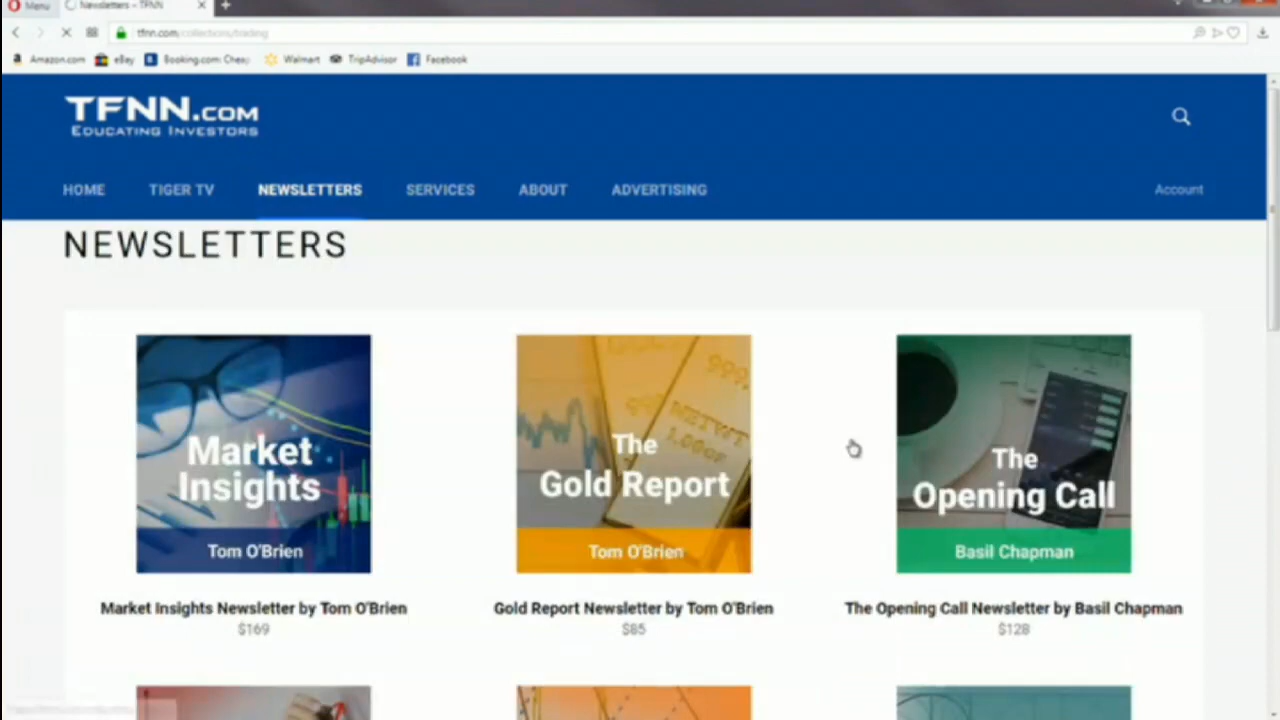 Menu
Newsletters – TFNN
tfnn.com/collections/trading
Amazon.com
eBay
Walmart
TripAdvisor
Facebook
TFNN.COM
EDUCATING INVESTORS
HOME
TIGER TV
NEWSLETTERS
SERVICES
ABOUT
ADVERTISING
Account
NEWSLETTERS
Market
Insights
Tom O'Brien
The
Gold Report
Tom O'Brien
The
Opening Call
Basil Chapman
Market Insights Newsletter by Tom O'Brien
$169
Gold Report Newsletter by Tom O'Brien
$85
The Opening Call Newsletter by Basil Chapman
$128